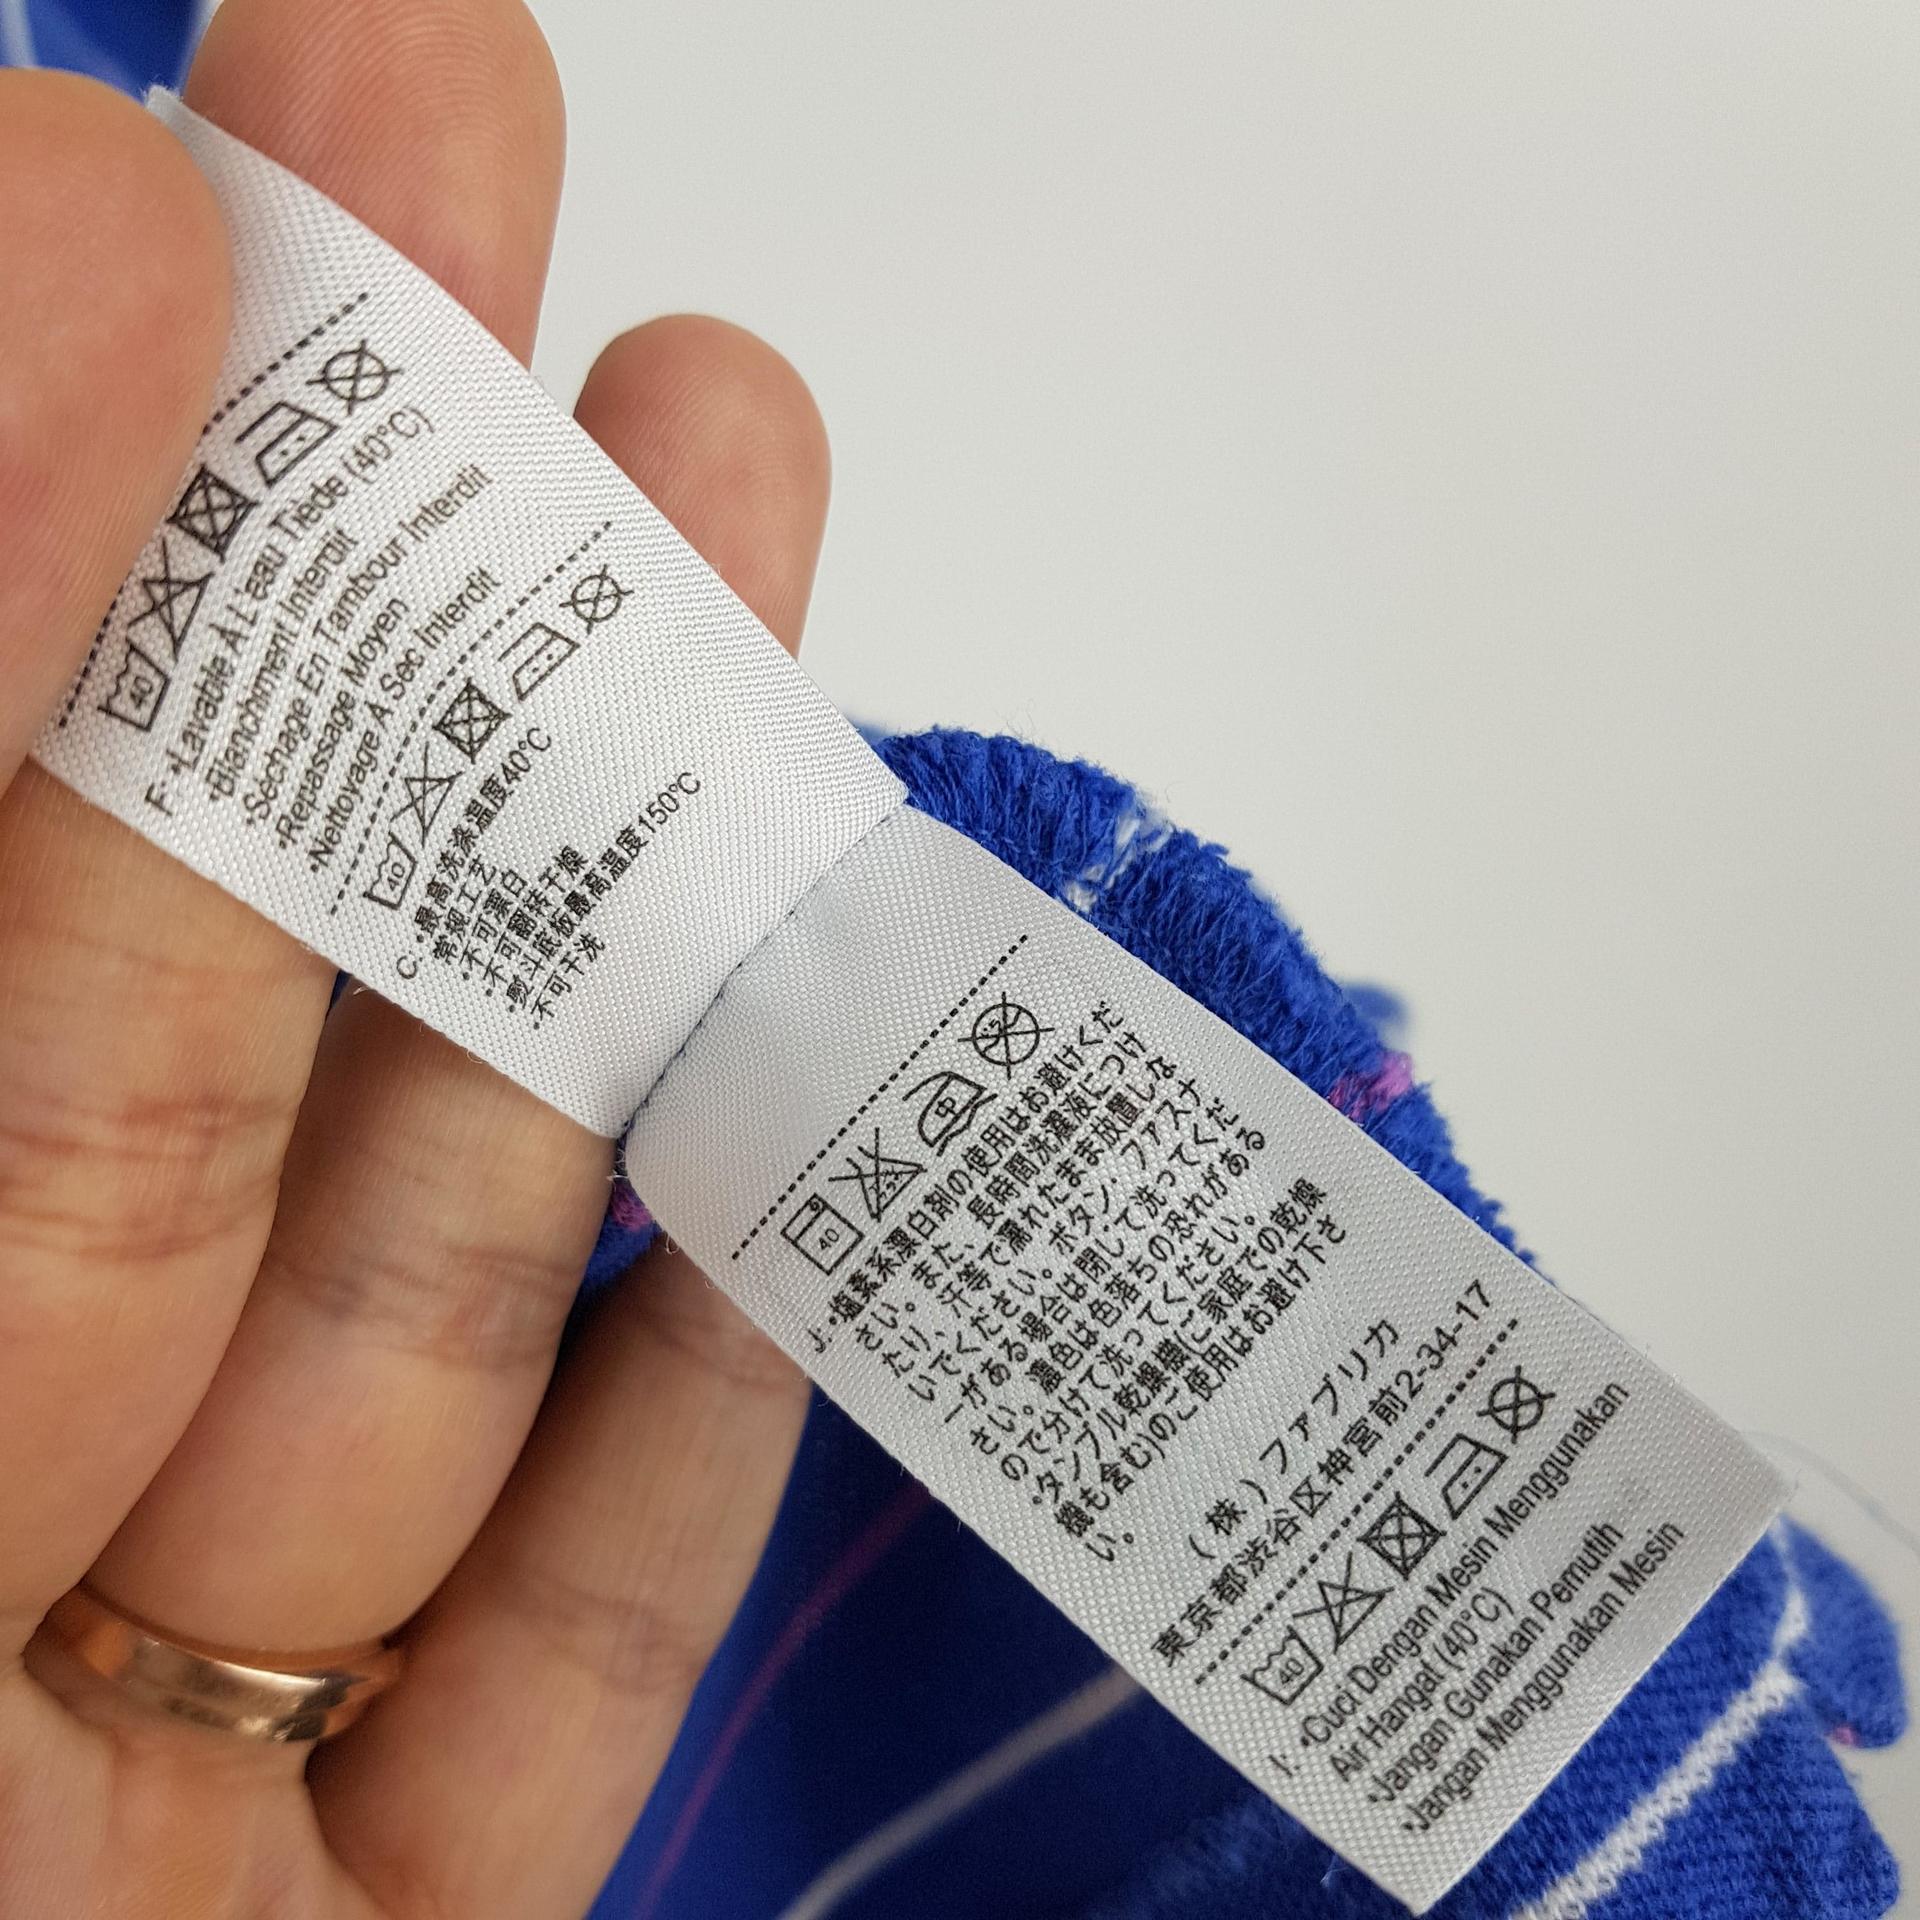 40
F. •Lavable À L'eau Tiède (40°C)
•Blanchment Interdit
•Sechage En Tambour Interdit
•Repassage Moyen
•Nettoyage A Sec Interdit
40
C. •最高洗涤温度40°C
常规工艺
•不可漂白
•不可翻转干燥
•熨斗底板最高温度150°C
•不可干洗
40
中
J. •塩素系漂白剤の使用はお避けくだ
さい。また、長時間洗濯液につけ
たり、汗等で濡れたまま放置しな
いでください。ボタン・ファスナ
ーがある場合は閉じて洗ってくだ
さい。濃色は色落ちの恐れがある
ので分けて洗ってください。
•タンブル乾燥機(ご家庭での乾燥
機も含む)のご使用はお避け下さ
い。
(株)ファブリカ
東京都渋谷区神宮前2-34-17
40
I. •Cuci Dengan Mesin Menggunakan
Air Hangat (40°C)
•Jangan Gunakan Pemutih
•Jangan Menggunakan Mesin